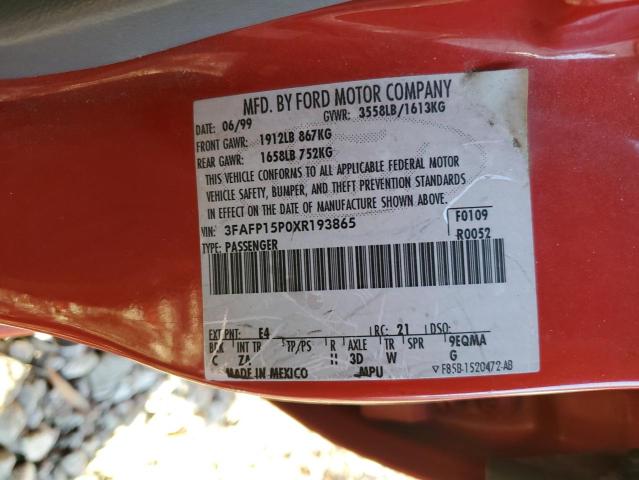 MFD. BY FORD MOTOR COMPANY
DATE: 06/99 GVWR: 3558LB/1613KG
FRONT GAWR: 1912LB 867KG
REAR GAWR: 1658LB 752KG
THIS VEHICLE CONFORMS TO ALL APPLICABLE FEDERAL MOTOR
VEHICLE SAFETY, BUMPER, AND THEFT PREVENTION STANDARDS
IN EFFECT ON THE DATE OF MANUFACTURE SHOWN ABOVE.
VIN: 3FAFP15P0XR193865 F0109
TYPE: PASSENGER R0052
EXT PNT: E4 RC: 21 DSO:
BRK INT TR TP/PS R AXLE TR SPR 9EQMA
C ZA H 3D W G
MADE IN MEXICO MPU F85B-1520472-AB